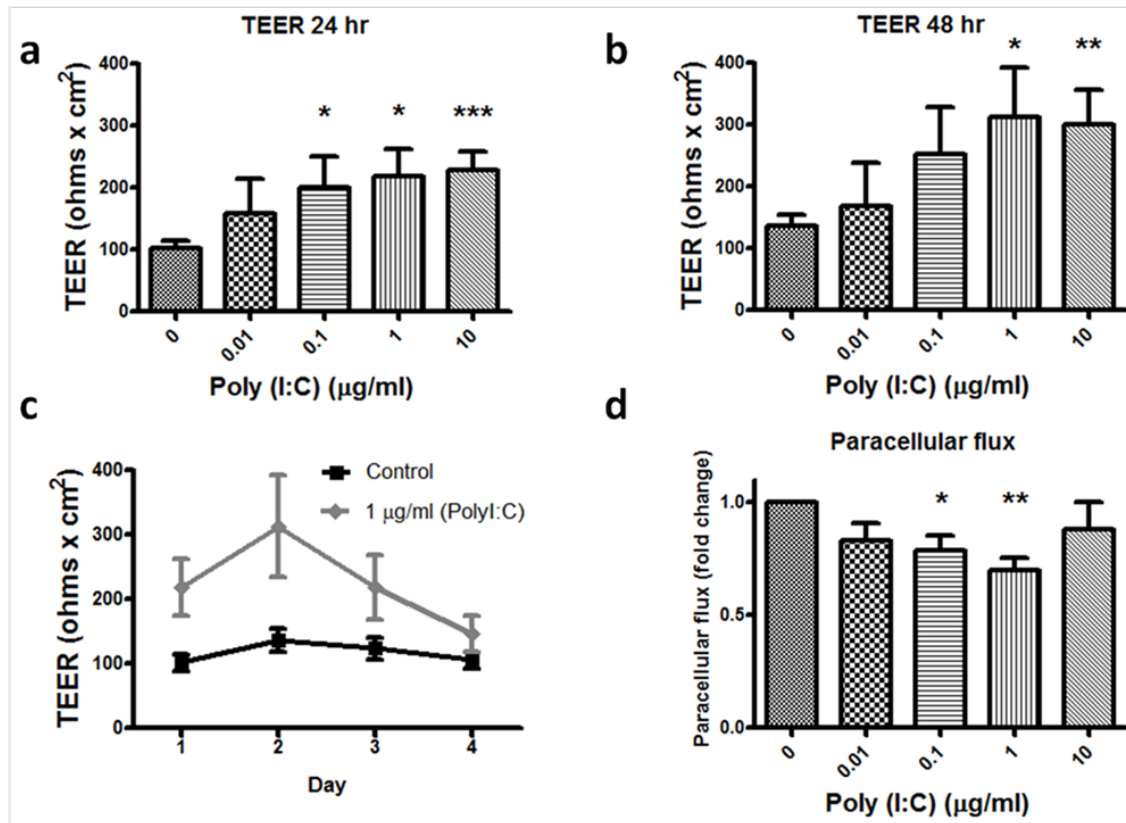 a
TEER 24 hr
TEER (ohms x cm²)
400
300
200
100
0
* * ***
0 0.01 0.1 1 10
Poly (I:C) (μg/ml)
b
TEER 48 hr
TEER (ohms x cm²)
400
300
200
100
0
* **
0 0.01 0.1 1 10
Poly (I:C) (μg/ml)
c
TEER (ohms x cm²)
400
300
200
100
0
Control
1 μg/ml (PolyI:C)
1 2 3 4
Day
d
Paracellular flux
Paracellular flux (fold change)
1.0
0.5
0.0
* **
0 0.01 0.1 1 10
Poly (I:C) (μg/ml)